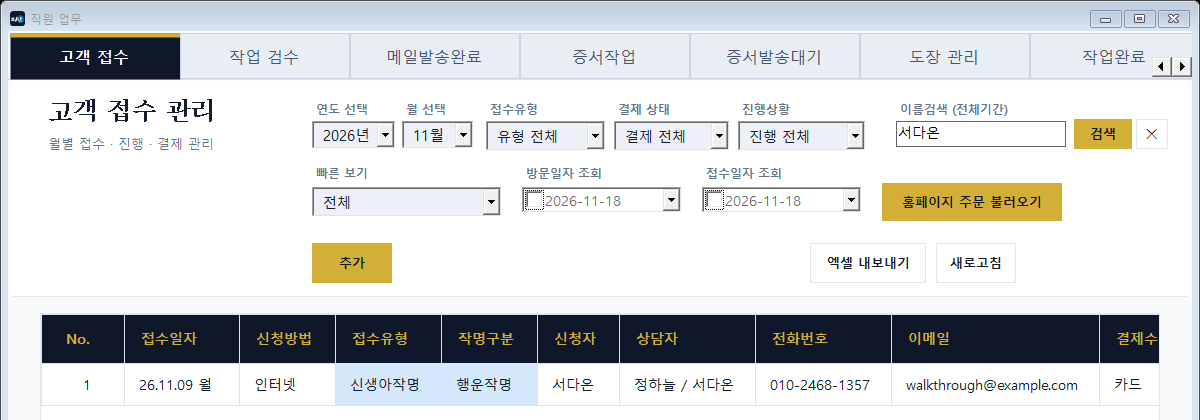 직원 업무
고객 접수 작업 검수 메일발송완료 증서작업 증서발송대기 도장 관리 작업완료
고객 접수 관리
월별 접수 · 진행 · 결제 관리
연도 선택 월 선택 접수유형 결제 상태 진행상황 이름검색 (전체기간)
2026년 11월 유형 전체 결제 전체 진행 전체 서다온 검색
빠른 보기 방문일자 조회 접수일자 조회
전체 2026-11-18 2026-11-18 홈페이지 주문 불러오기
추가 엑셀 내보내기 새로고침
No. 접수일자 신청방법 접수유형 작명구분 신청자 상담자 전화번호 이메일 결제수
1 26.11.09 월 인터넷 신생아작명 행운작명 서다온 정하늘 / 서다온 010-2468-1357 walkthrough@example.com 카드